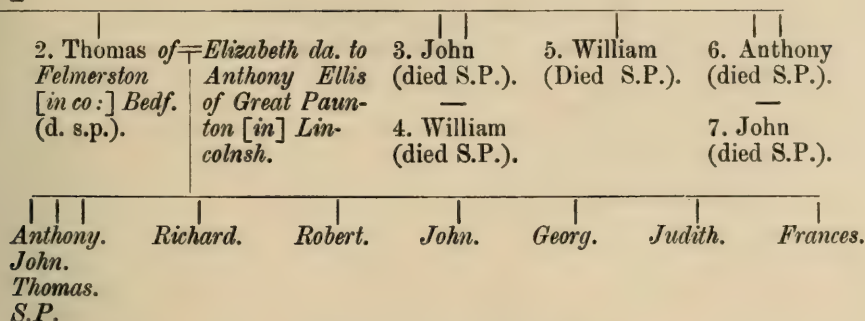 2. Thomas of
Felmerston
[in co:] Bedf.
(d. s.p.).
Elizabeth da. to
Anthony Ellis
of Great Paun-
ton [in] Lin-
colnsh.
3. John
(died S.P.).
4. William
(died S.P.).
5. William
(Died S.P.).
6. Anthony
(died S.P.).
7. John
(died S.P.).
Anthony.
John.
Thomas.
S.P.
Richard.
Robert.
John.
Georg.
Judith.
Frances.